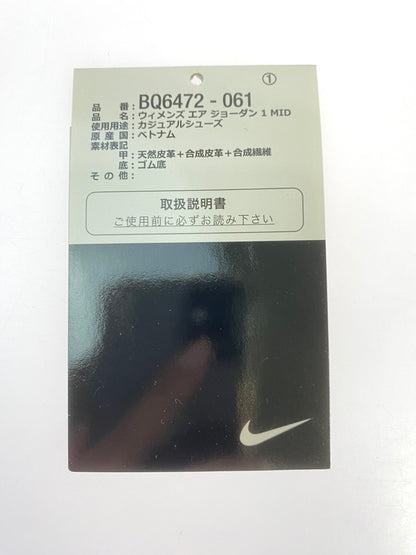 ①
品　番：BQ6472 - 061
品　名：ウィメンズ エア ジョーダン 1 MID
使用用途：カジュアルシューズ
原 産 国：ベトナム
素材表記
甲：天然皮革＋合成皮革＋合成繊維
底：ゴム底
そ の 他：
取扱説明書
ご使用前に必ずお読み下さい